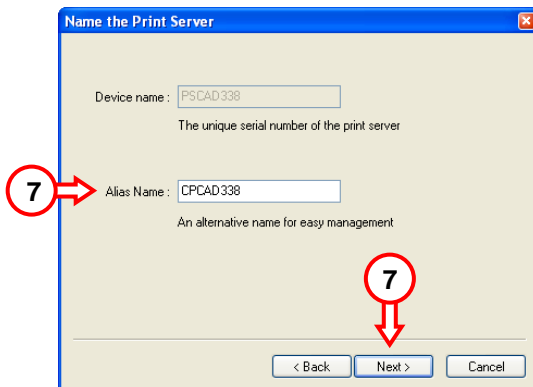 Name the Print Server
Device name : PSCAD338
The unique serial number of the print server
7
Alias Name : CPCAD338
An alternative name for easy management
7
< Back Next > Cancel